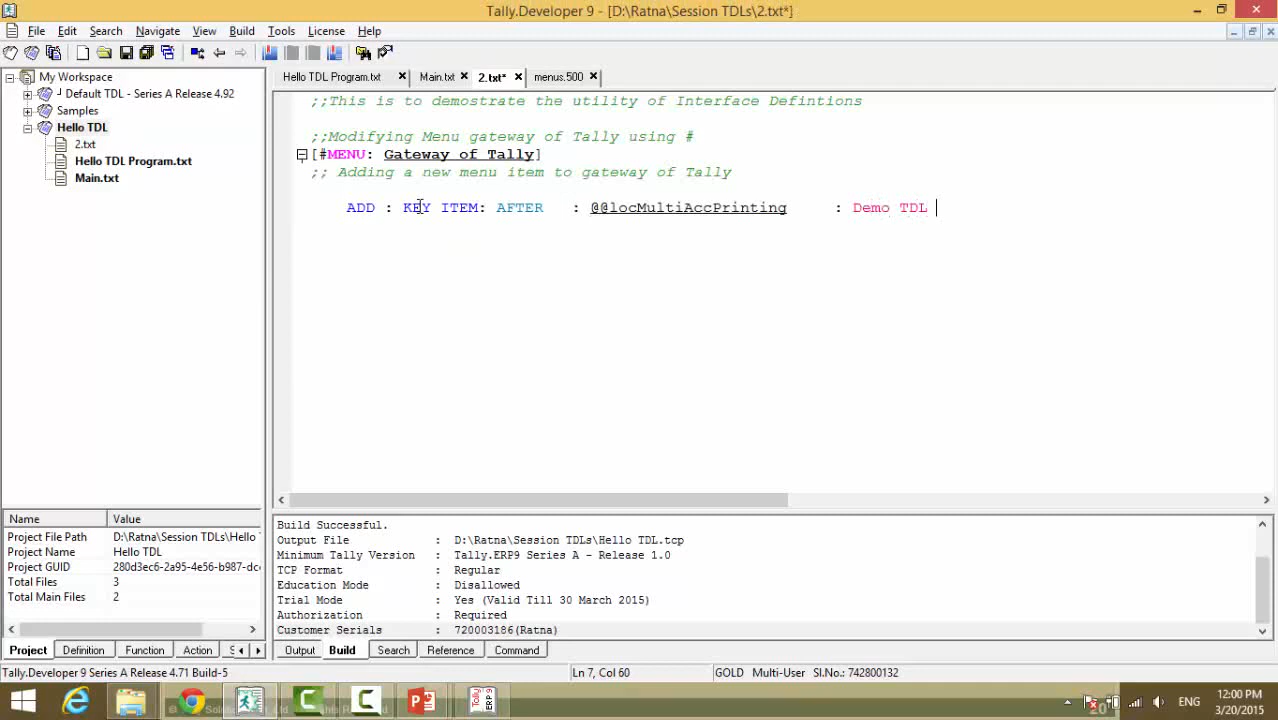 Tally.Developer 9 - [D:\Ratna\Session TDLs\2.txt*]
File Edit Search Navigate View Build Tools License Help
My Workspace
Default TDL - Series A Release 4.92
Samples
Hello TDL
2.txt
Hello TDL Program.txt
Main.txt
Hello TDL Program.txt Main.txt 2.txt* menus.500
;;This is to demostrate the utility of Interface Defintions
;;Modifying Menu gateway of Tally using #
[#MENU: Gateway of Tally]
;; Adding a new menu item to gateway of Tally
ADD : KEY ITEM: AFTER : @@locMultiAccPrinting : Demo TDL
Name Value
Project File Path D:\Ratna\Session TDLs\Hello
Project Name Hello TDL
Project GUID 280d3ec6-2a95-4e56-b987-dc
Total Files 3
Total Main Files 2
Project Definition Function Action
Build Successful.
Output File : D:\Ratna\Session TDLs\Hello TDL.tcp
Minimum Tally Version : Tally.ERP9 Series A - Release 1.0
TCP Format : Regular
Education Mode : Disallowed
Trial Mode : Yes (Valid Till 30 March 2015)
Authorization : Required
Customer Serials : 720003186(Ratna)
Output Build Search Reference Command
Tally.Developer 9 Series A Release 4.71 Build-5 Ln 7, Col 60 GOLD Multi-User Sl.No.: 742800132
Tally ERP 9
ENG
12:00 PM
3/20/2015